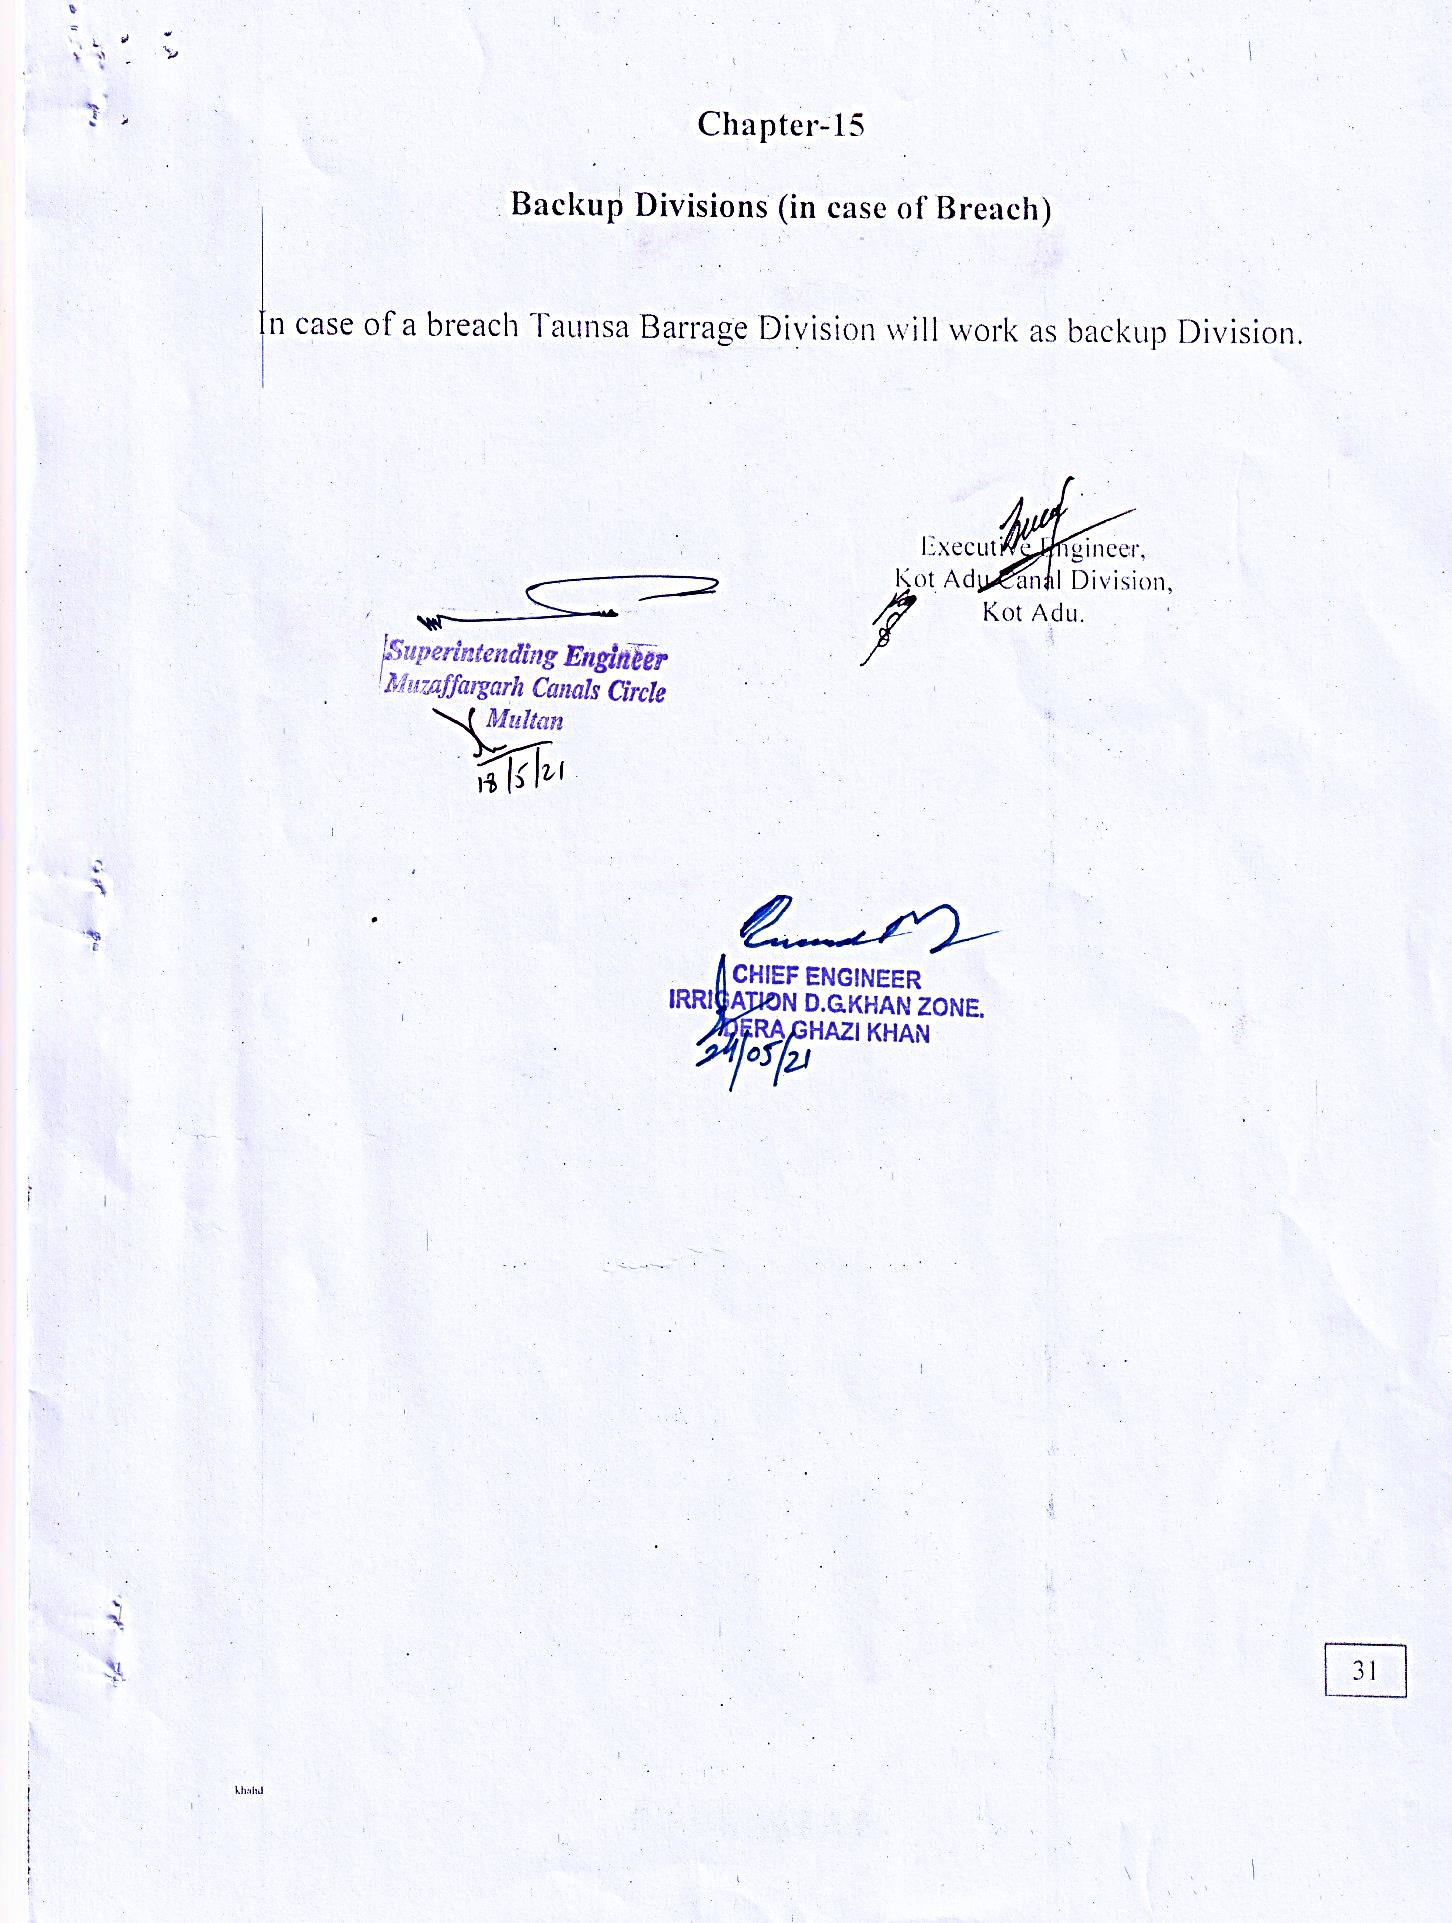 Chapter-15
Backup Divisions (in case of Breach)
In case of a breach Taunsa Barrage Division will work as backup Division.
Executive Engineer,
Kot Adu Canal Division,
Kot Adu.
Superintending Engineer
Muzaffargarh Canals Circle
Multan
18/5/21
CHIEF ENGINEER
IRRIGATION D.G.KHAN ZONE.
DERA GHAZI KHAN
24/05/21
31